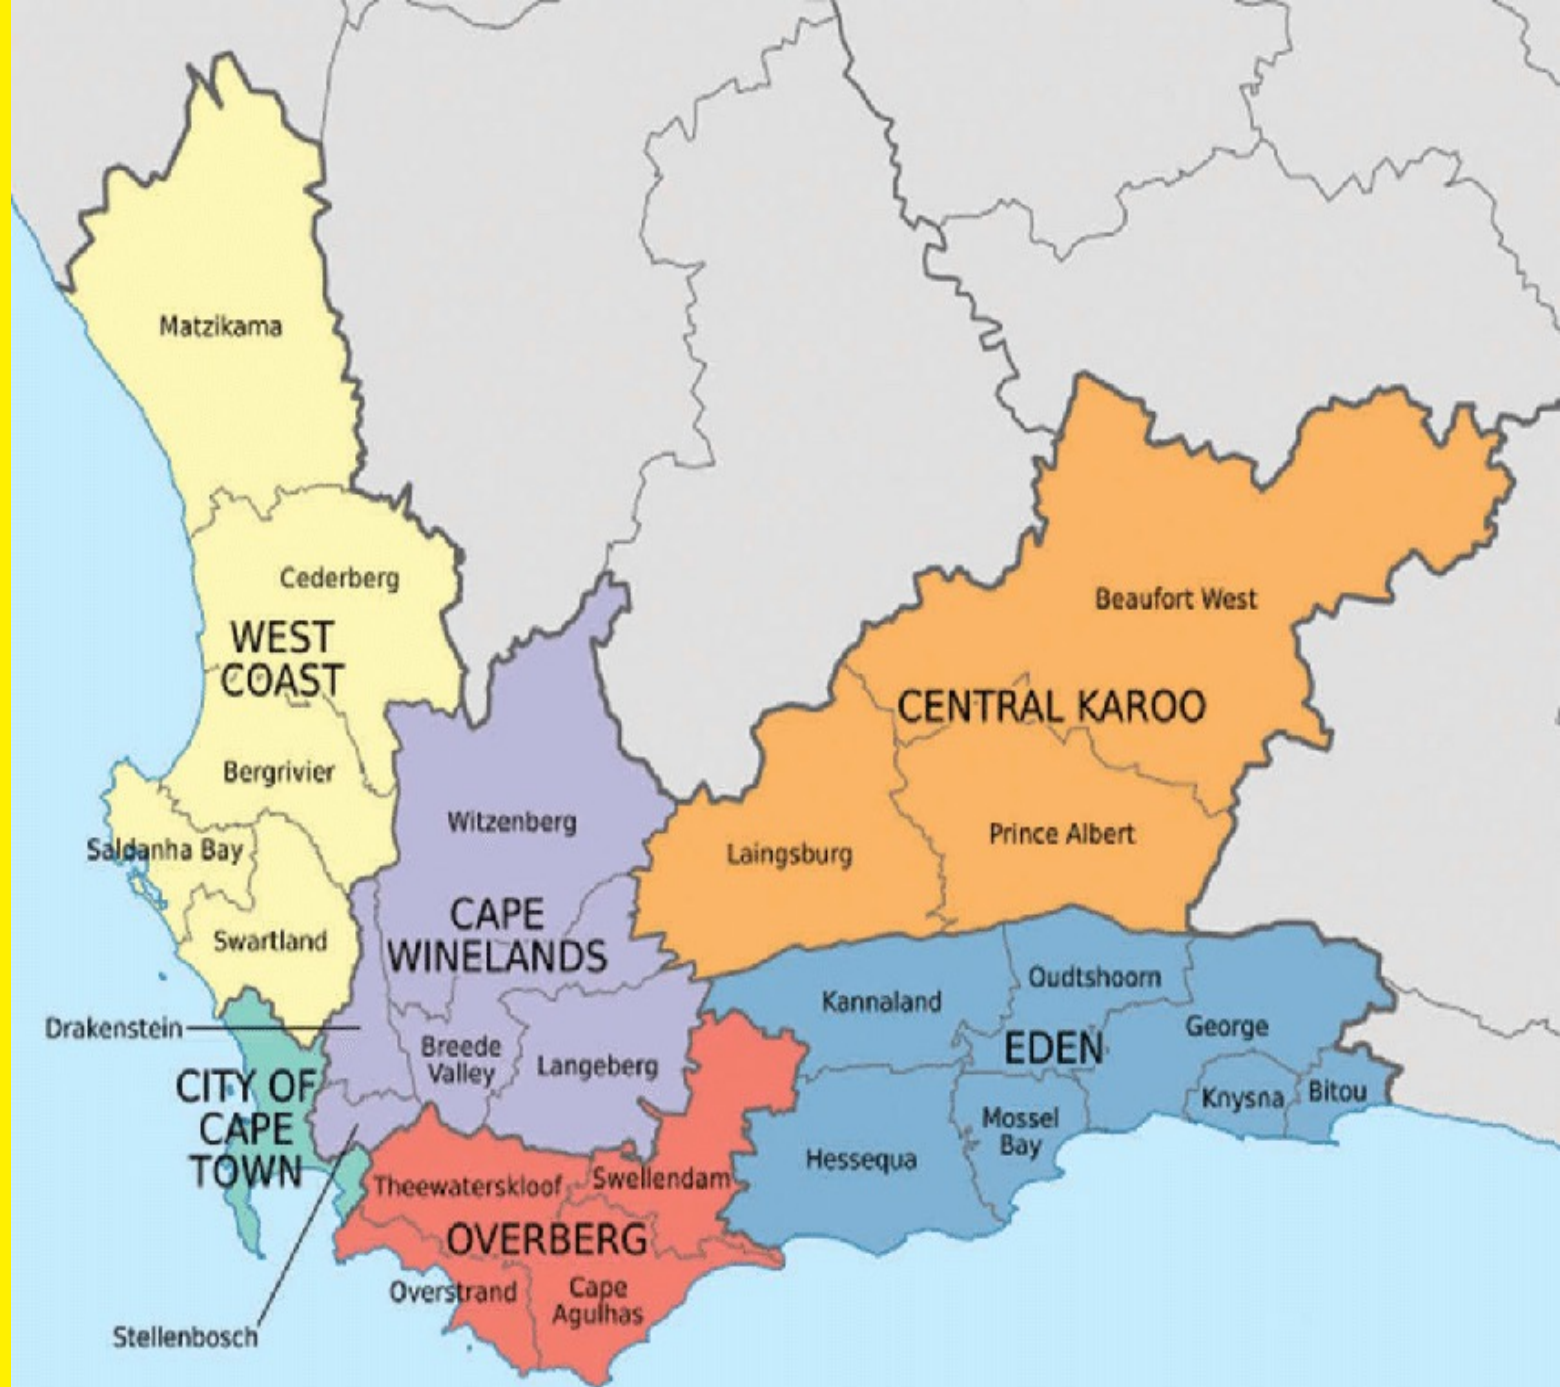 Matzikama
Cederberg
WEST
COAST
Bergrivier
Saldanha Bay
Swartland
Drakenstein
CITY OF
CAPE
TOWN
Stellenbosch
Witzenberg
CAPE
WINELANDS
Breede
Valley
Langeberg
Theewaterskloof
Swellendam
OVERBERG
Overstrand
Cape
Agulhas
Beaufort West
CENTRAL KAROO
Laingsburg
Prince Albert
Kannaland
Oudtshoorn
EDEN
George
Knysna
Bitou
Mossel
Bay
Hessequa